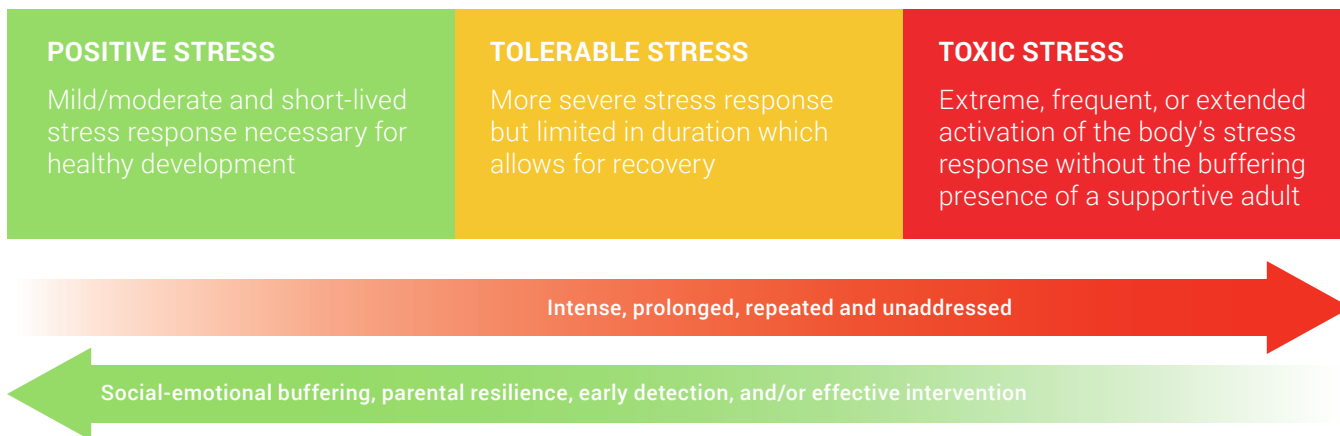 POSITIVE STRESS
Mild/moderate and short-lived
stress response necessary for
healthy development
TOLERABLE STRESS
More severe stress response
but limited in duration which
allows for recovery
TOXIC STRESS
Extreme, frequent, or extended
activation of the body’s stress
response without the buffering
presence of a supportive adult
Intense, prolonged, repeated and unaddressed
Social-emotional buffering, parental resilience, early detection, and/or effective intervention